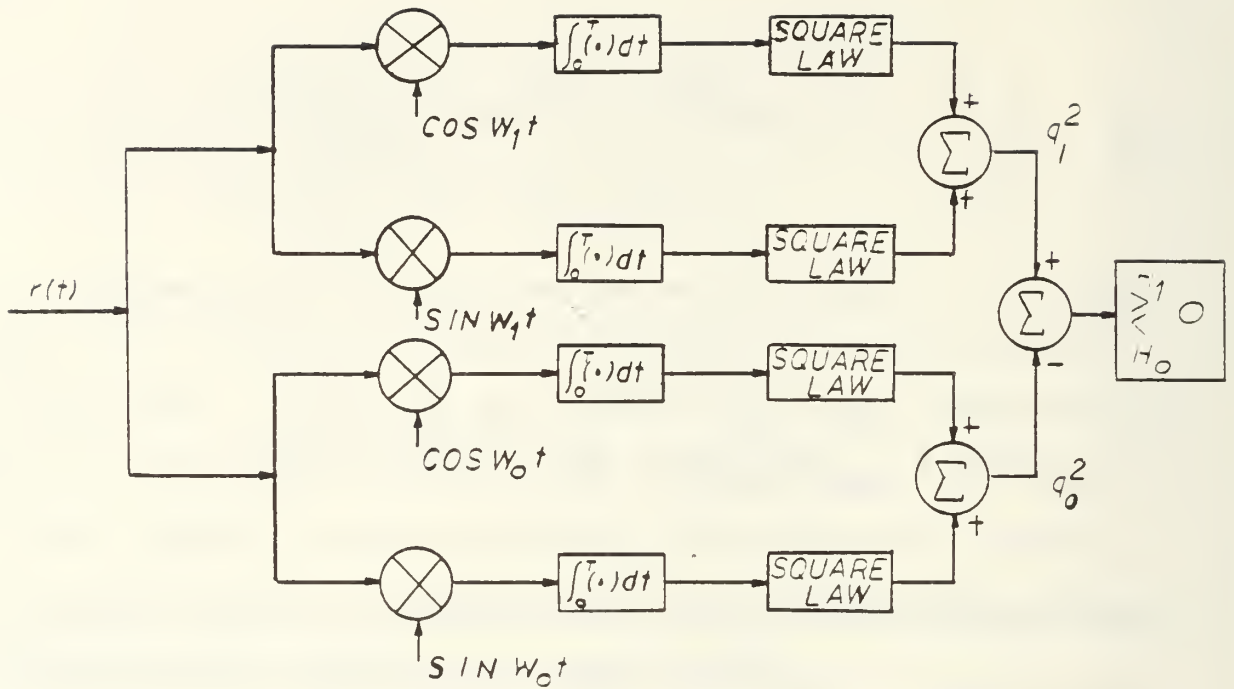 ∫₀ᵀ(•)dt
SQUARE
LAW
+
COS W₁t
Σ
q₁²
+
∫₀ᵀ(•)dt
SQUARE
LAW
+
r(t)
SIN W₁t
Σ
≷ 1 0
H₀
-
∫₀ᵀ(•)dt
SQUARE
LAW
+
COS W₀t
Σ
q₀²
+
∫₀ᵀ(•)dt
SQUARE
LAW
SIN W₀t